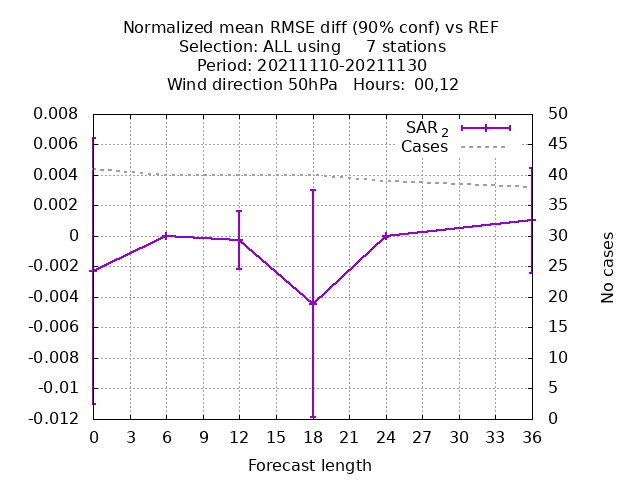 Normalized mean RMSE diff (90% conf) vs REF
Selection: ALL using     7 stations
Period: 20211110-20211130
Wind direction 50hPa   Hours:  00,12
SAR 2
Cases
0.008
0.006
0.004
0.002
0
-0.002
-0.004
-0.006
-0.008
-0.01
-0.012
50
45
40
35
30
25
20
15
10
5
0
No cases
0 3 6 9 12 15 18 21 24 27 30 33 36
Forecast length